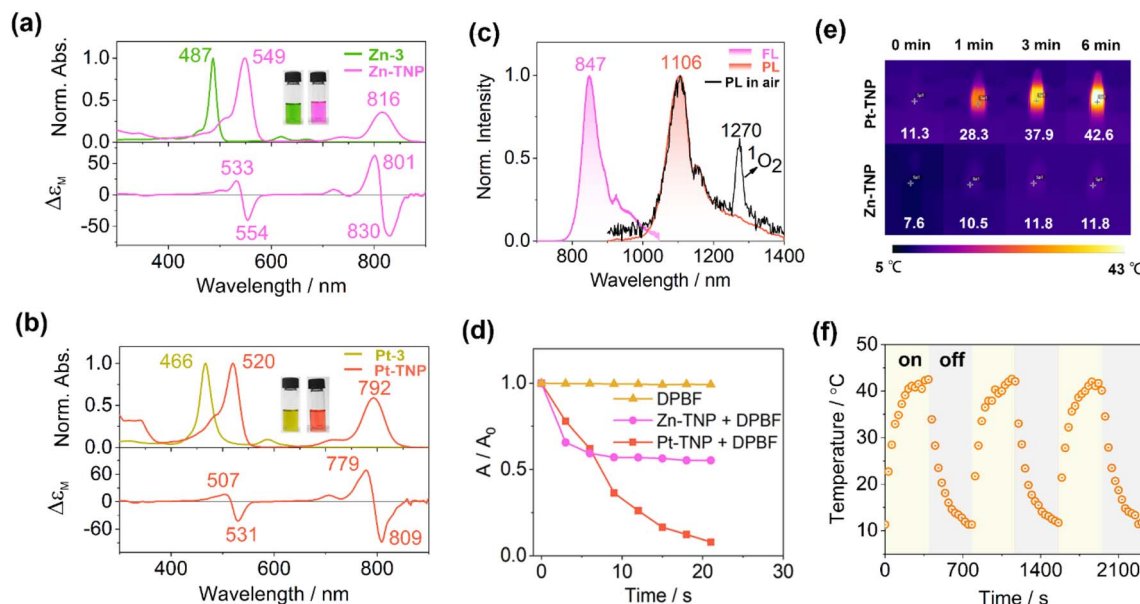 (a)
Norm. Abs.
1.0
0.5
0.0
487
549
816
Zn-3
Zn-TNP
Δε_M
50
0
-50
533
554
801
830
400
600
800
Wavelength / nm
(b)
Norm. Abs.
1.0
0.5
0.0
466
520
792
Pt-3
Pt-TNP
Δε_M
60
0
-60
507
531
779
809
400
600
800
Wavelength / nm
(c)
Norm. Intensity
1.0
0.5
0.0
847
1106
FL
PL
PL in air
1270
¹O₂
800
1000
1200
1400
Wavelength / nm
(d)
A / A₀
1.0
0.5
0.0
DPBF
Zn-TNP + DPBF
Pt-TNP + DPBF
0
10
20
30
Time / s
(e)
0 min 1 min 3 min 6 min
Pt-TNP
11.3 28.3 37.9 42.6
Zn-TNP
7.6 10.5 11.8 11.8
5 ℃ 43 ℃
(f)
Temperature / °C
50
40
30
20
10
on off
0
700
1400
2100
Time / s